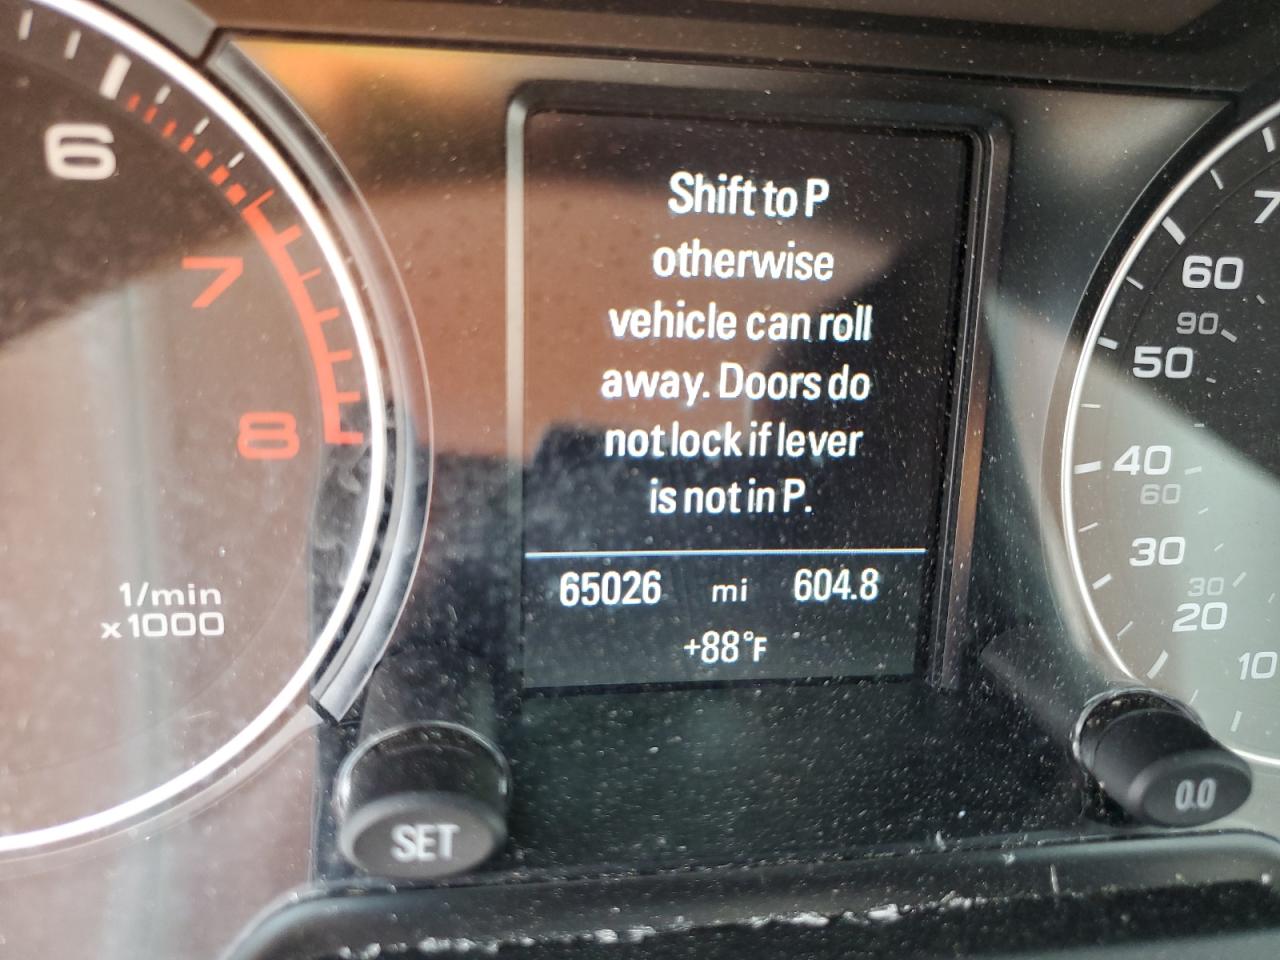 6
7
8
1/min
x1000
Shift to P
otherwise
vehicle can roll
away. Doors do
not lock if lever
is not in P.
65026 mi 604.8
+88°F
SET
7
60
90
50
40
60
30
30
20
10
0.0